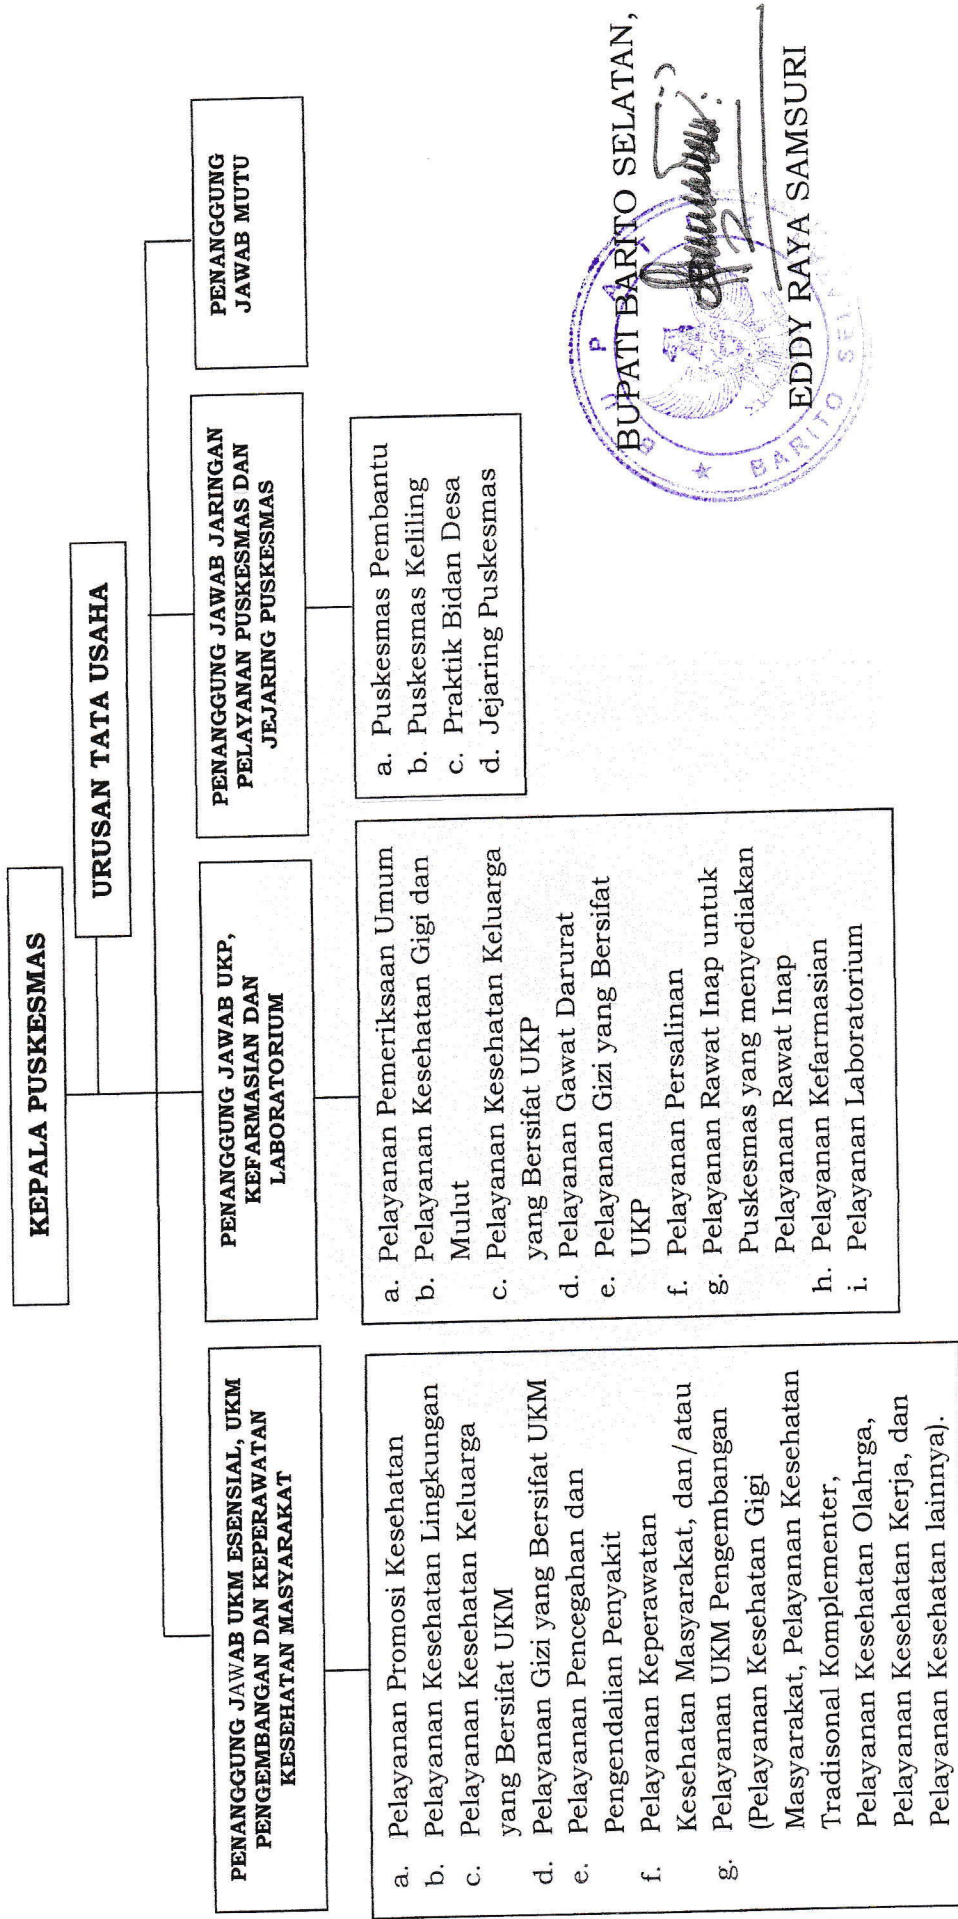 KEPALA PUSKESMAS
URUSAN TATA USAHA
PENANGGUNG JAWAB UKM ESENSIAL, UKM
PENGEMBANGAN DAN KEPERAWATAN
KESEHATAN MASYARAKAT
a. Pelayanan Promosi Kesehatan
b. Pelayanan Kesehatan Lingkungan
c. Pelayanan Kesehatan Keluarga
yang Bersifat UKM
d. Pelayanan Gizi yang Bersifat UKM
e. Pelayanan Pencegahan dan
Pengendalian Penyakit
f. Pelayanan Keperawatan
Kesehatan Masyarakat, dan/atau
g. Pelayanan UKM Pengembangan
(Pelayanan Kesehatan Gigi
Masyarakat, Pelayanan Kesehatan
Tradisonal Komplementer,
Pelayanan Kesehatan Olahrga,
Pelayanan Kesehatan Kerja, dan
Pelayanan Kesehatan lainnya).
PENANGGUNG JAWAB UKP,
KEFARMASIAN DAN
LABORATORIUM
a. Pelayanan Pemeriksaan Umum
b. Pelayanan Kesehatan Gigi dan
Mulut
c. Pelayanan Kesehatan Keluarga
yang Bersifat UKP
d. Pelayanan Gawat Darurat
e. Pelayanan Gizi yang Bersifat
UKP
f. Pelayanan Persalinan
g. Pelayanan Rawat Inap untuk
Puskesmas yang menyediakan
Pelayanan Rawat Inap
h. Pelayanan Kefarmasian
i. Pelayanan Laboratorium
PENANGGUNG JAWAB JARINGAN
PELAYANAN PUSKESMAS DAN
JEJARING PUSKESMAS
a. Puskesmas Pembantu
b. Puskesmas Keliling
c. Praktik Bidan Desa
d. Jejaring Puskesmas
PENANGGUNG
JAWAB MUTU
BUPATI BARITO SELATAN,
BUPATI
BARITO
EDDY RAYA SAMSURI